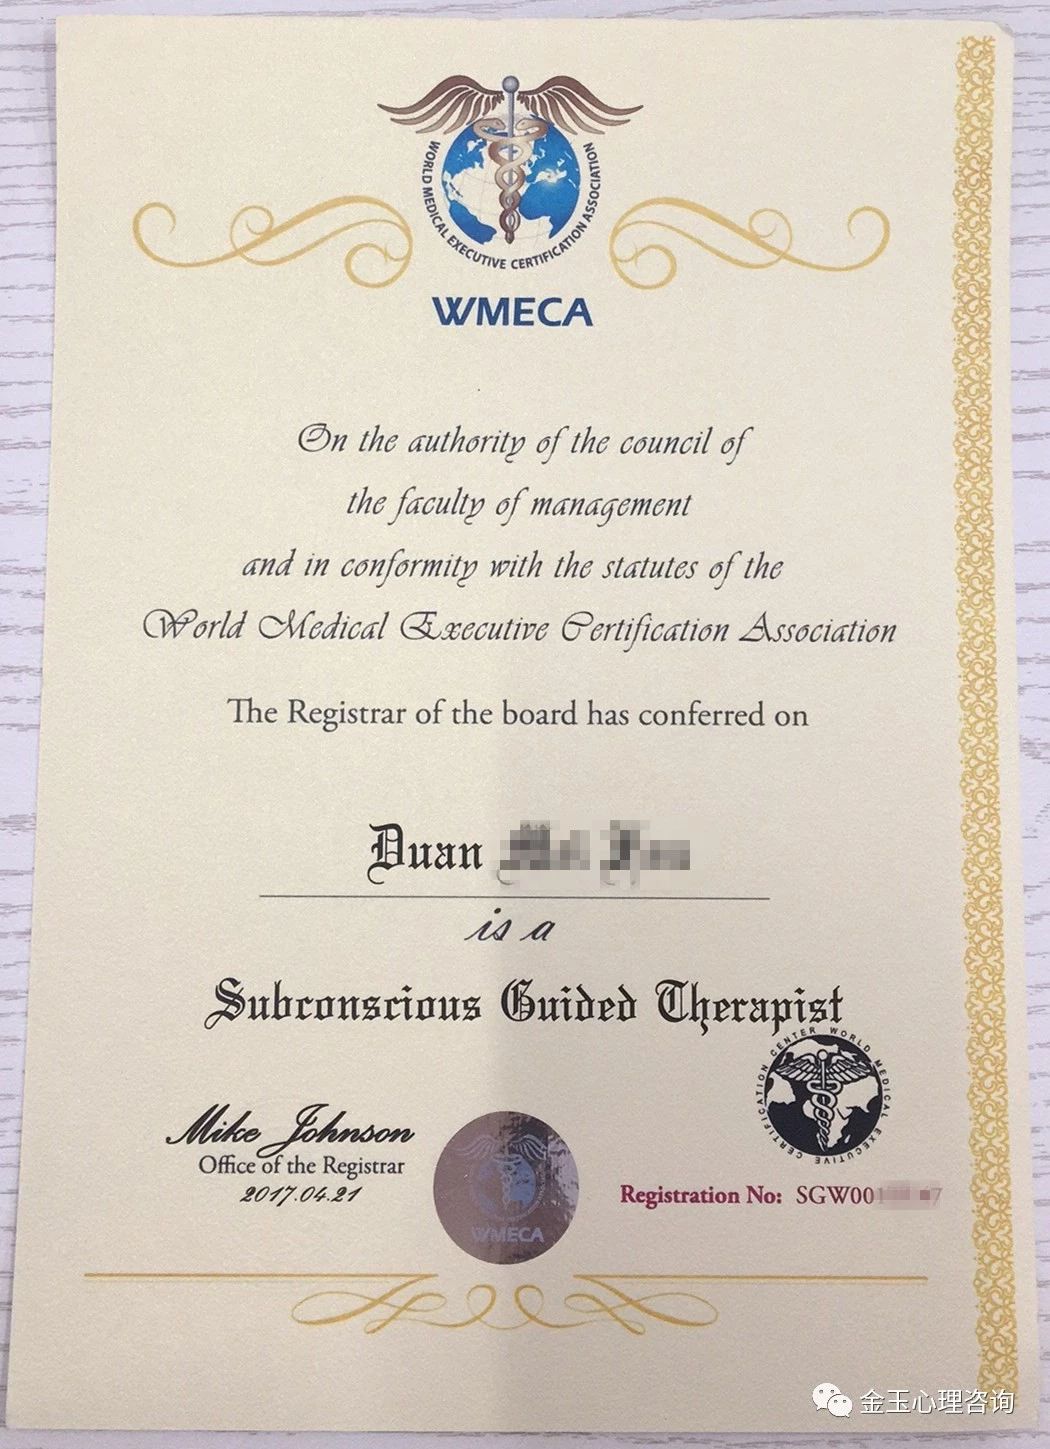 WORLD MEDICAL EXECUTIVE CERTIFICATION ASSOCIATION
WMECA
On the authority of the council of
the faculty of management
and in conformity with the statutes of the
World Medical Executive Certification Association
The Registrar of the board has conferred on
Duan
is a
Subconscious Guided Therapist
CERTIFICATION CENTER WORLD MEDICAL EXECUTIVE
Mike Johnson
Office of the Registrar
2017.04.21
WMECA
Registration No: SGW00
金玉心理咨询